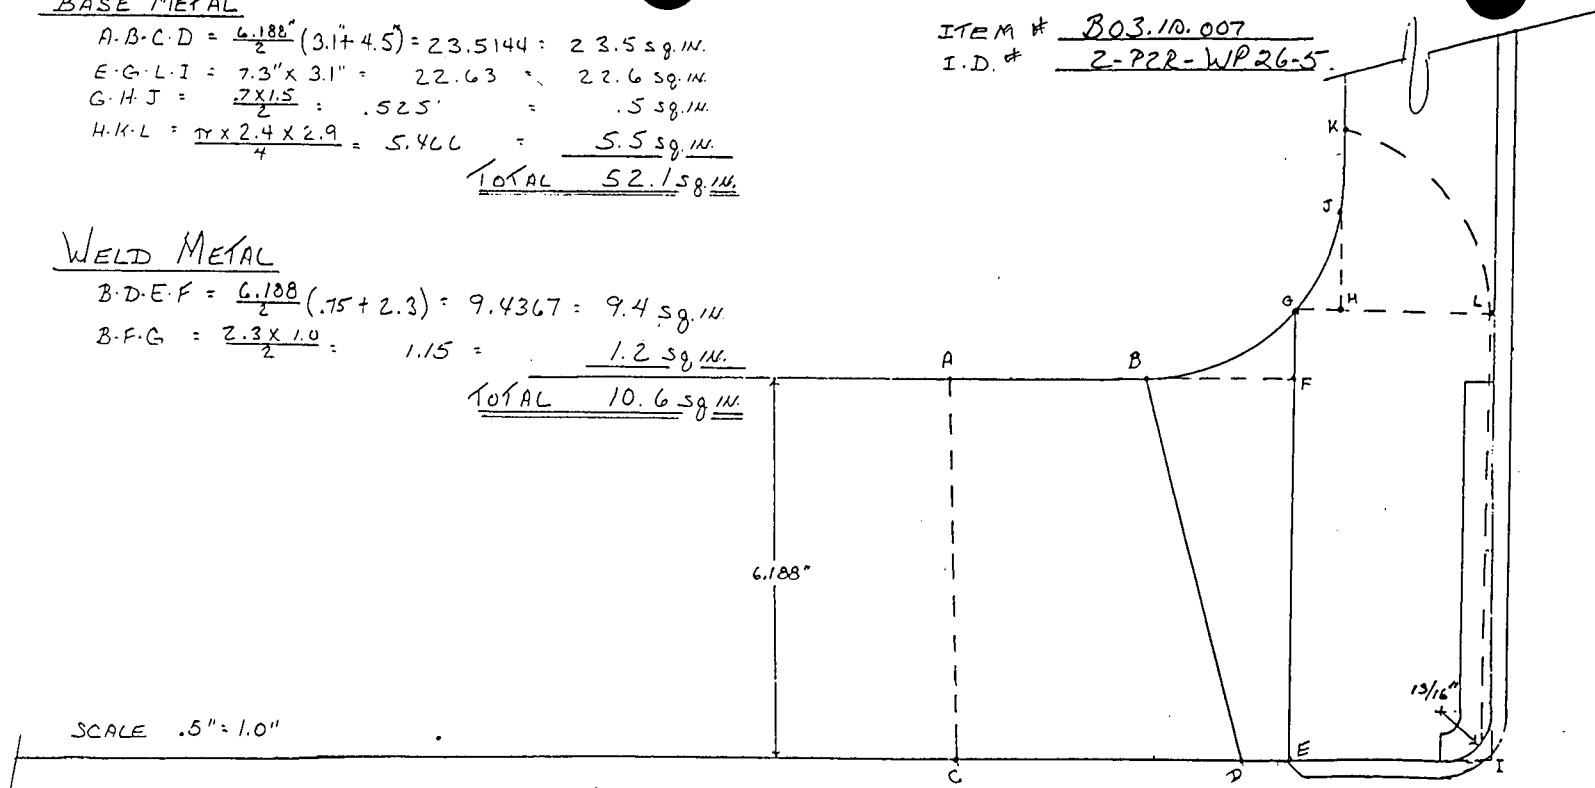 BASE METAL
A·B·C·D = 6.188"/2 (3.1"+4.5") = 23.5144 = 23.5 sq.IN.
E·G·L·I = 7.3" x 3.1" = 22.63 = 22.6 sq.IN.
G·H·J = .7x1.5/2 = .525 = .5 sq.IN.
H·K·L = π x 2.4 x 2.9/4 = 5.466 = 5.5 sq.IN.
TOTAL 52.1 sq.IN.
ITEM # B03.10.007
I.D. # 2-PZR-WP26-5
WELD METAL
B·D·E·F = 6.188/2 (.75 + 2.3) = 9.4367 = 9.4 sq.IN.
B·F·G = 2.3 x 1.0/2 = 1.15 = 1.2 sq IN.
TOTAL 10.6 sq IN.
K
J
G H L
A B F
6.188"
13/16"
SCALE .5" = 1.0"
C D E I